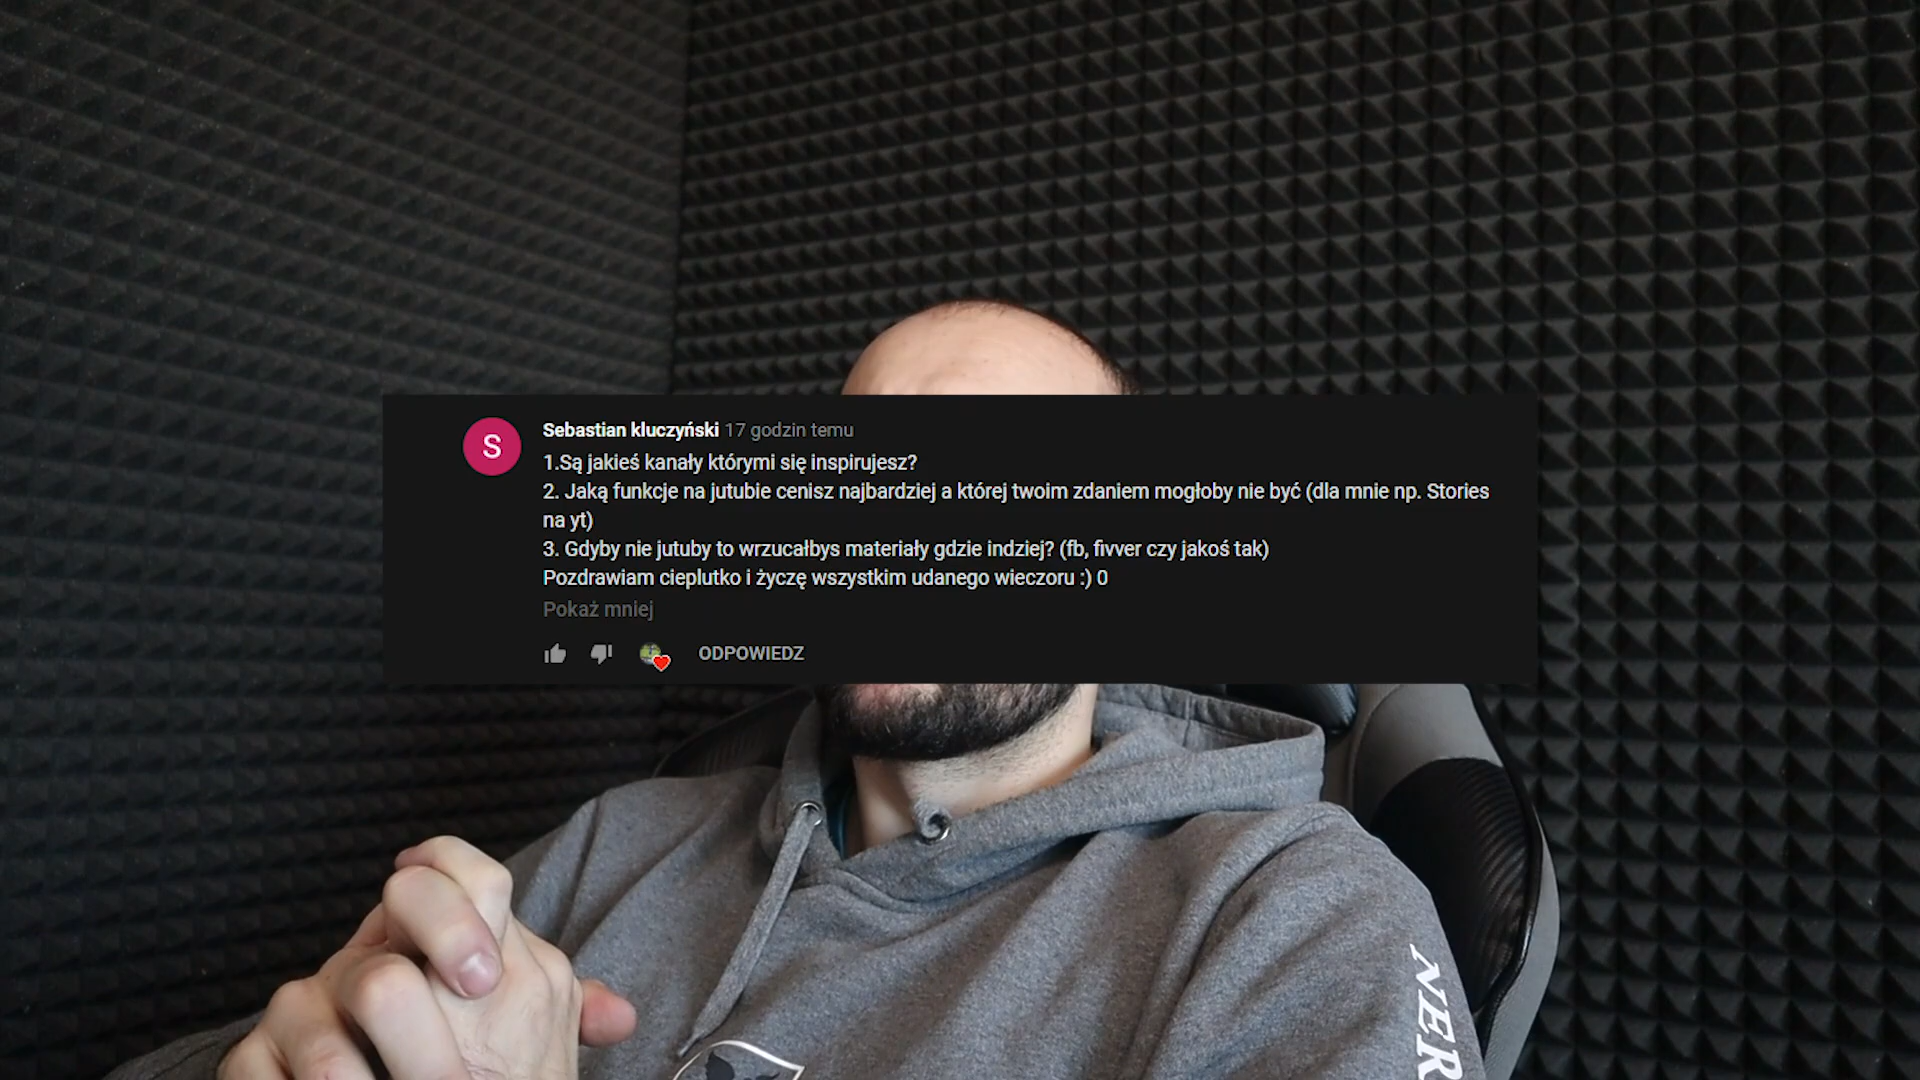 S
Sebastian kluczyński 17 godzin temu
1.Są jakieś kanały którymi się inspirujesz?
2. Jaką funkcje na jutubie cenisz najbardziej a której twoim zdaniem mogłoby nie być (dla mnie np. Stories
na yt)
3. Gdyby nie jutuby to wrzucałbys materiały gdzie indziej? (fb, fivver czy jakoś tak)
Pozdrawiam cieplutko i życzę wszystkim udanego wieczoru :) 0
Pokaż mniej
ODPOWIEDZ
NER